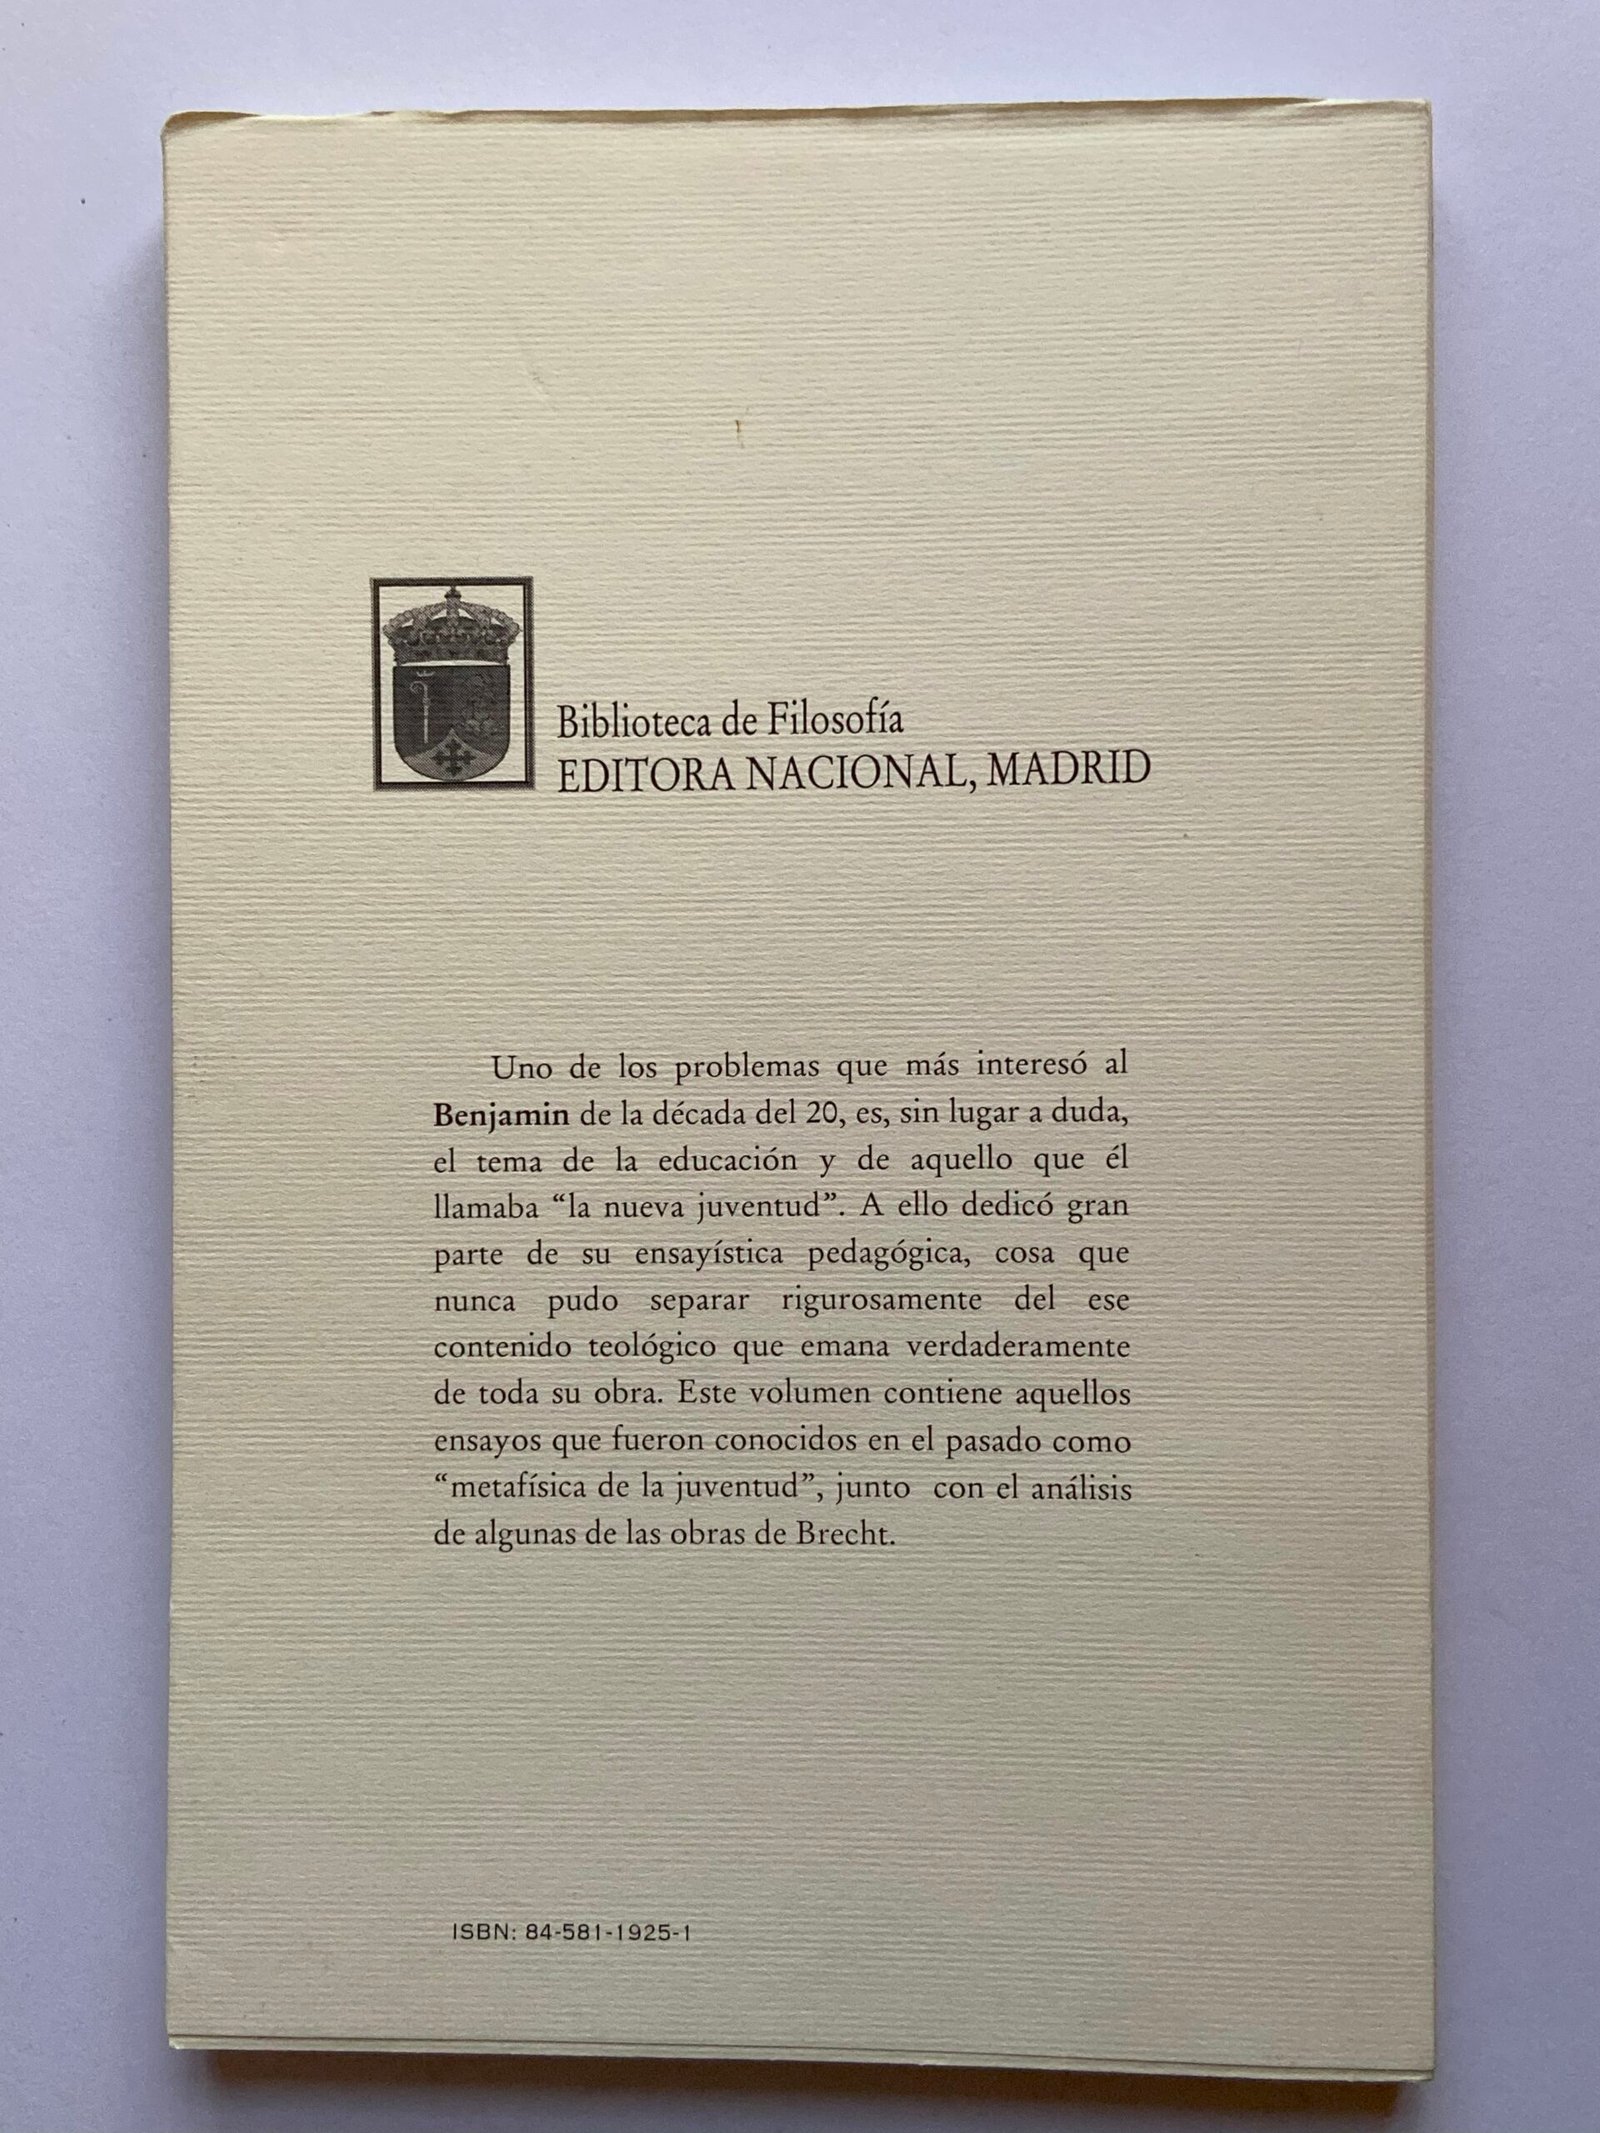 Biblioteca de Filosofía
EDITORA NACIONAL, MADRID
Uno de los problemas que más interesó al
Benjamin de la década del 20, es, sin lugar a duda,
el tema de la educación y de aquello que él
llamaba “la nueva juventud”. A ello dedicó gran
parte de su ensayística pedagógica, cosa que
nunca pudo separar rigurosamente del ese
contenido teológico que emana verdaderamente
de toda su obra. Este volumen contiene aquellos
ensayos que fueron conocidos en el pasado como
“metafísica de la juventud”, junto con el análisis
de algunas de las obras de Brecht.
ISBN: 84-581-1925-1